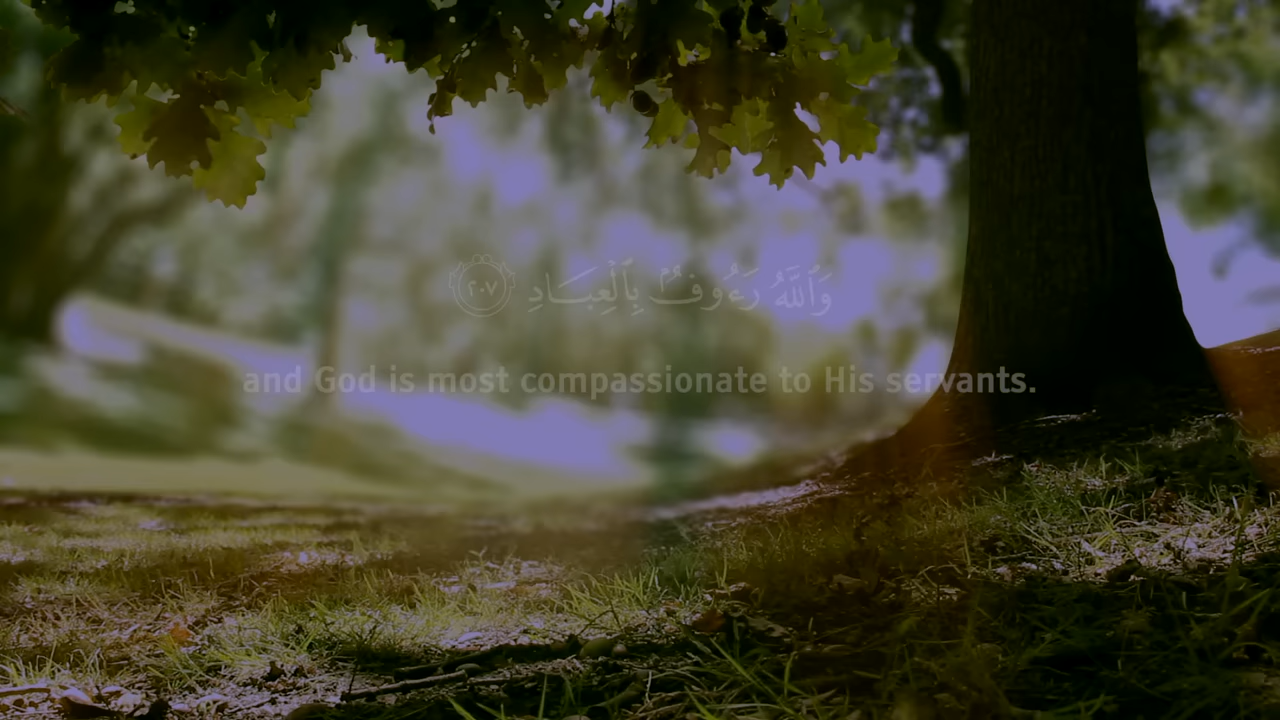 وَٱللَّهُ رَءُوفٌۢ بِٱلْعِبَادِ ٢٠٧
and God is most compassionate to His servants.